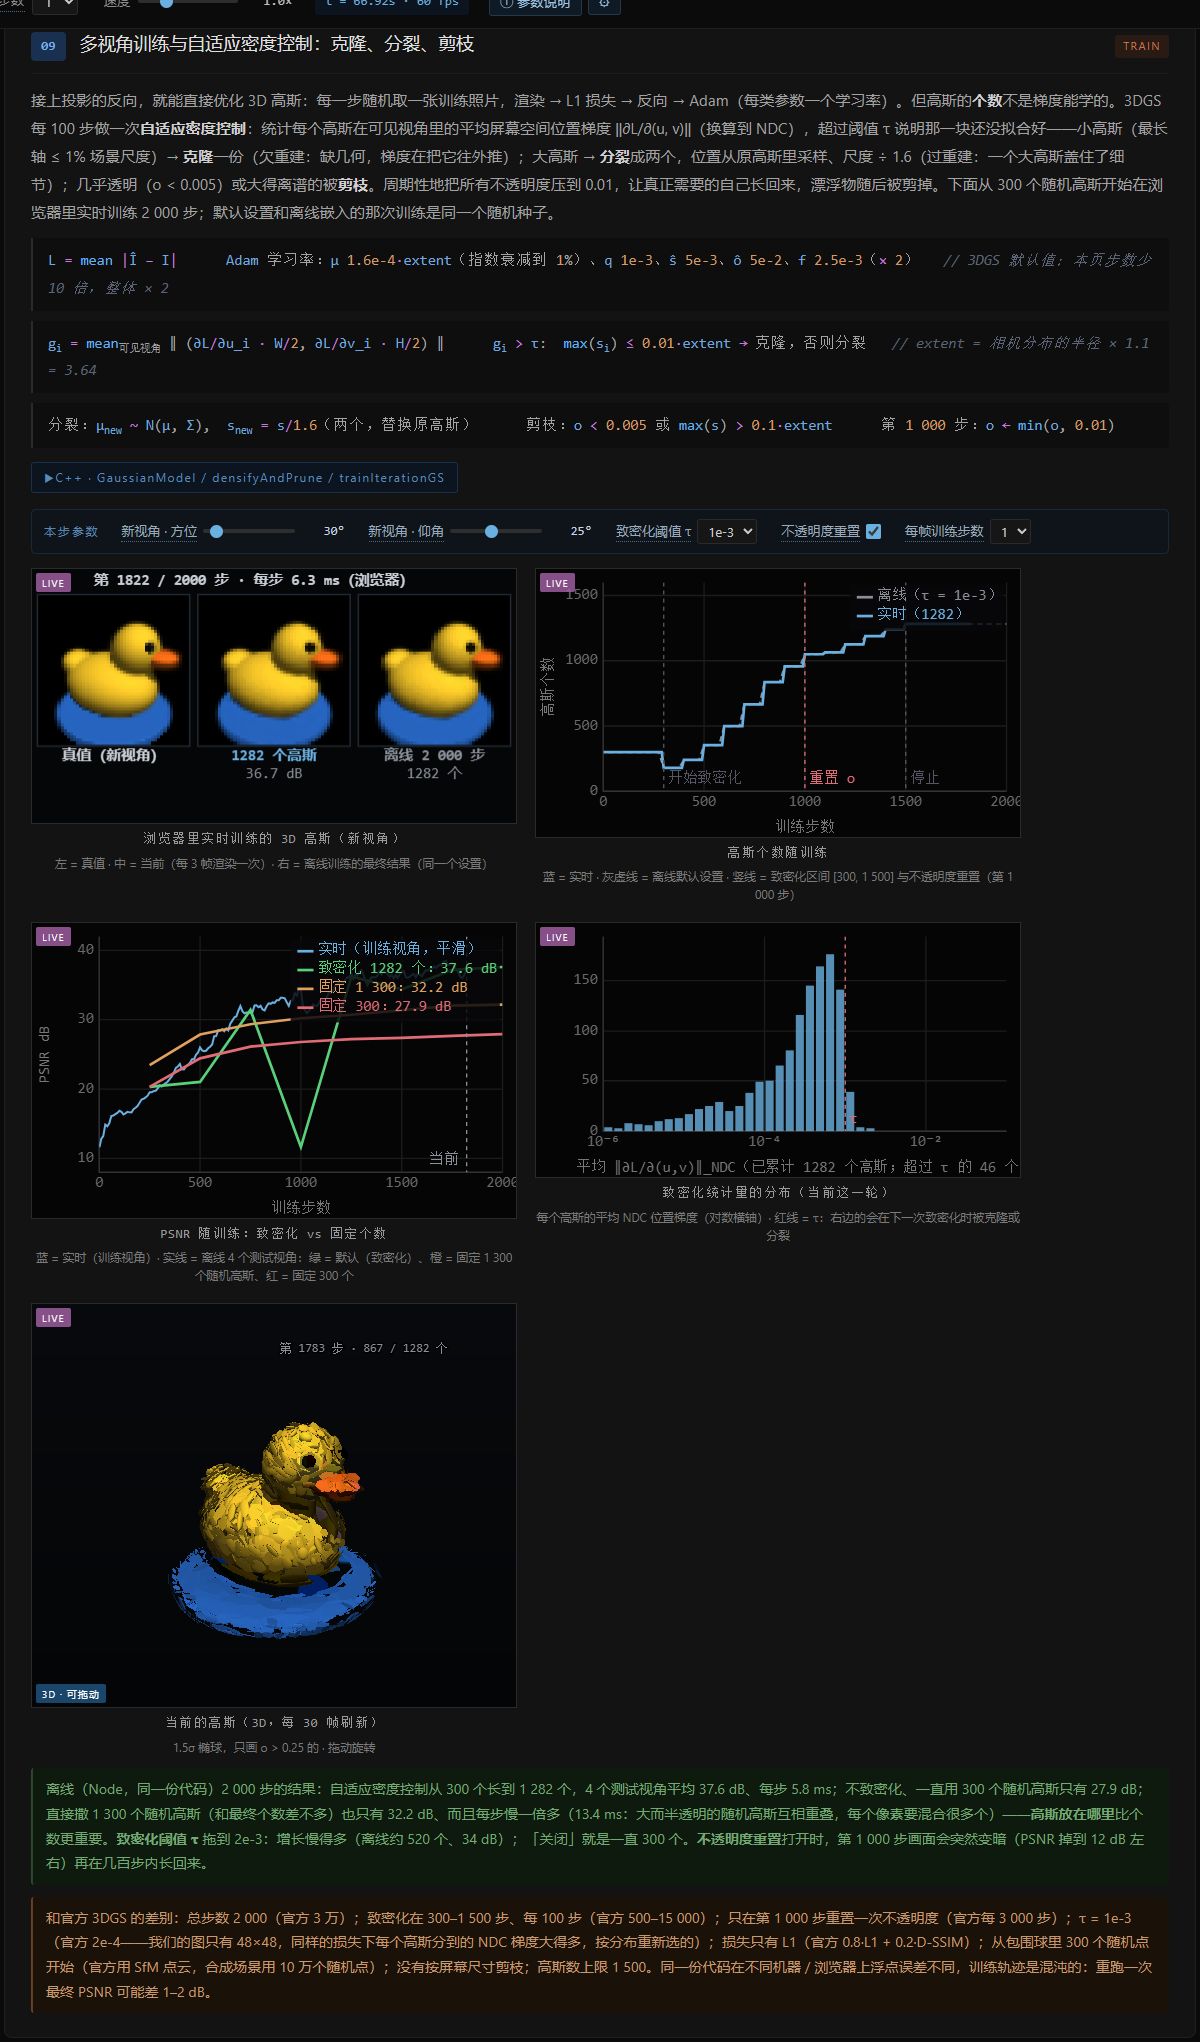 步数 1 速度 1.0× t = 66.92s · 60 fps ⓘ 参数说明 ⚙
09 多视角训练与自适应密度控制：克隆、分裂、剪枝 TRAIN
接上投影的反向，就能直接优化 3D 高斯：每一步随机取一张训练照片，渲染 → L1 损失 → 反向 → Adam（每类参数一个学习率）。但高斯的个数不是梯度能学的。3DGS
每 100 步做一次自适应密度控制：统计每个高斯在可见视角里的平均屏幕空间位置梯度 ‖∂L/∂(u, v)‖（换算到 NDC），超过阈值 τ 说明那一块还没拟合好——小高斯（最长
轴 ≤ 1% 场景尺度）→ 克隆一份（欠重建：缺几何，梯度在把它往外推）；大高斯 → 分裂成两个，位置从原高斯里采样、尺度 ÷ 1.6（过重建：一个大高斯盖住了细
节）；几乎透明（o < 0.005）或大得离谱的被剪枝。周期性地把所有不透明度压到 0.01，让真正需要的自己长回来，漂浮物随后被剪掉。下面从 300 个随机高斯开始在浏
览器里实时训练 2 000 步；默认设置和离线嵌入的那次训练是同一个随机种子。
L = mean |Î − I| Adam 学习率：μ 1.6e-4·extent（指数衰减到 1%）、q 1e-3、ŝ 5e-3、ô 5e-2、f 2.5e-3（× 2） // 3DGS 默认值；本页步数少
10 倍，整体 × 2
gᵢ = mean可见视角 ‖ (∂L/∂u_i · W/2, ∂L/∂v_i · H/2) ‖ gᵢ > τ: max(sᵢ) ≤ 0.01·extent → 克隆，否则分裂 // extent = 相机分布的半径 × 1.1
= 3.64
分裂：μnew ~ N(μ, Σ), snew = s/1.6（两个，替换原高斯） 剪枝：o < 0.005 或 max(s) > 0.1·extent 第 1 000 步：o ← min(o, 0.01)
▶C++ · GaussianModel / densifyAndPrune / trainIterationGS
本步参数 新视角 · 方位 30° 新视角 · 仰角 25° 致密化阈值 τ 1e-3 不透明度重置 每帧训练步数 1
LIVE 第 1822 / 2000 步 · 每步 6.3 ms (浏览器)
真值 (新视角) 1282 个高斯 离线 2 000 步
36.7 dB 1282 个
浏览器里实时训练的 3D 高斯（新视角）
左 = 真值 · 中 = 当前（每 3 帧渲染一次）· 右 = 离线训练的最终结果（同一个设置）
LIVE
1500
1000
500
0
高斯个数
离线（τ = 1e-3）
实时（1282）
开始致密化 重置 o 停止
0 500 1000 1500 2000
训练步数
高斯个数随训练
蓝 = 实时 · 灰虚线 = 离线默认设置 · 竖线 = 致密化区间 [300, 1 500] 与不透明度重置（第 1
000 步）
LIVE
40
30
20
10
PSNR dB
实时（训练视角，平滑）
致密化 1282 个：37.6 dB
固定 1 300：32.2 dB
固定 300：27.9 dB
当前
0 500 1000 1500 2000
训练步数
PSNR 随训练：致密化 vs 固定个数
蓝 = 实时（训练视角）· 实线 = 离线 4 个测试视角：绿 = 默认（致密化）、橙 = 固定 1 300
个随机高斯、红 = 固定 300 个
LIVE
150
100
50
0
τ
10⁻⁶ 10⁻⁴ 10⁻²
平均 ‖∂L/∂(u,v)‖_NDC（已累计 1282 个高斯；超过 τ 的 46 个
致密化统计量的分布（当前这一轮）
每个高斯的平均 NDC 位置梯度（对数横轴）· 红线 = τ：右边的会在下一次致密化时被克隆或
分裂
LIVE
第 1783 步 · 867 / 1282 个
3D · 可拖动
当前的高斯（3D，每 30 帧刷新）
1.5σ 椭球，只画 o > 0.25 的 · 拖动旋转
离线（Node，同一份代码）2 000 步的结果：自适应密度控制从 300 个长到 1 282 个，4 个测试视角平均 37.6 dB、每步 5.8 ms；不致密化、一直用 300 个随机高斯只有 27.9 dB；
直接撒 1 300 个随机高斯（和最终个数差不多）也只有 32.2 dB、而且每步慢一倍多（13.4 ms：大而半透明的随机高斯互相重叠，每个像素要混合很多个）——高斯放在哪里比个
数更重要。致密化阈值 τ 拖到 2e-3：增长慢得多（离线约 520 个、34 dB）；「关闭」就是一直 300 个。不透明度重置打开时，第 1 000 步画面会突然变暗（PSNR 掉到 12 dB 左
右）再在几百步内长回来。
和官方 3DGS 的差别：总步数 2 000（官方 3 万）；致密化在 300–1 500 步、每 100 步（官方 500–15 000）；只在第 1 000 步重置一次不透明度（官方每 3 000 步）；τ = 1e-3
（官方 2e-4——我们的图只有 48×48，同样的损失下每个高斯分到的 NDC 梯度大得多，按分布重新选的）；损失只有 L1（官方 0.8·L1 + 0.2·D-SSIM）；从包围球里 300 个随机点
开始（官方用 SfM 点云，合成场景用 10 万个随机点）；没有按屏幕尺寸剪枝；高斯数上限 1 500。同一份代码在不同机器 / 浏览器上浮点误差不同，训练轨迹是混沌的：重跑一次
最终 PSNR 可能差 1–2 dB。